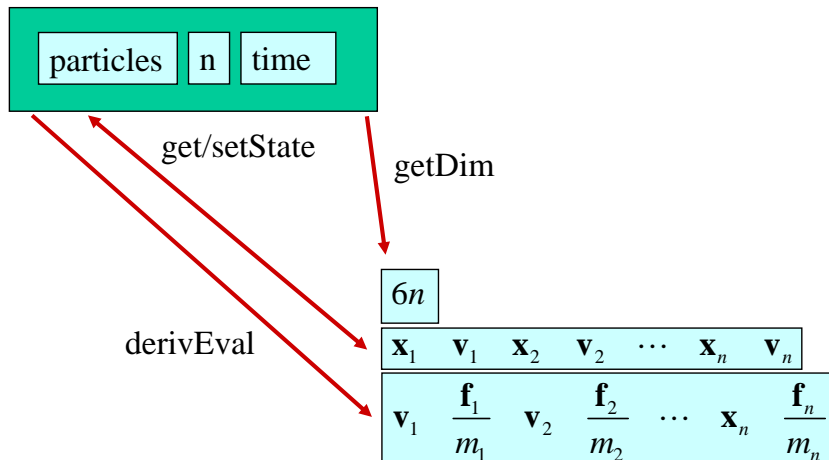 particles n time
get/setState
getDim
6n
derivEval
x₁ v₁ x₂ v₂ ⋯ xₙ vₙ
v₁ f₁/m₁ v₂ f₂/m₂ ⋯ xₙ fₙ/mₙ